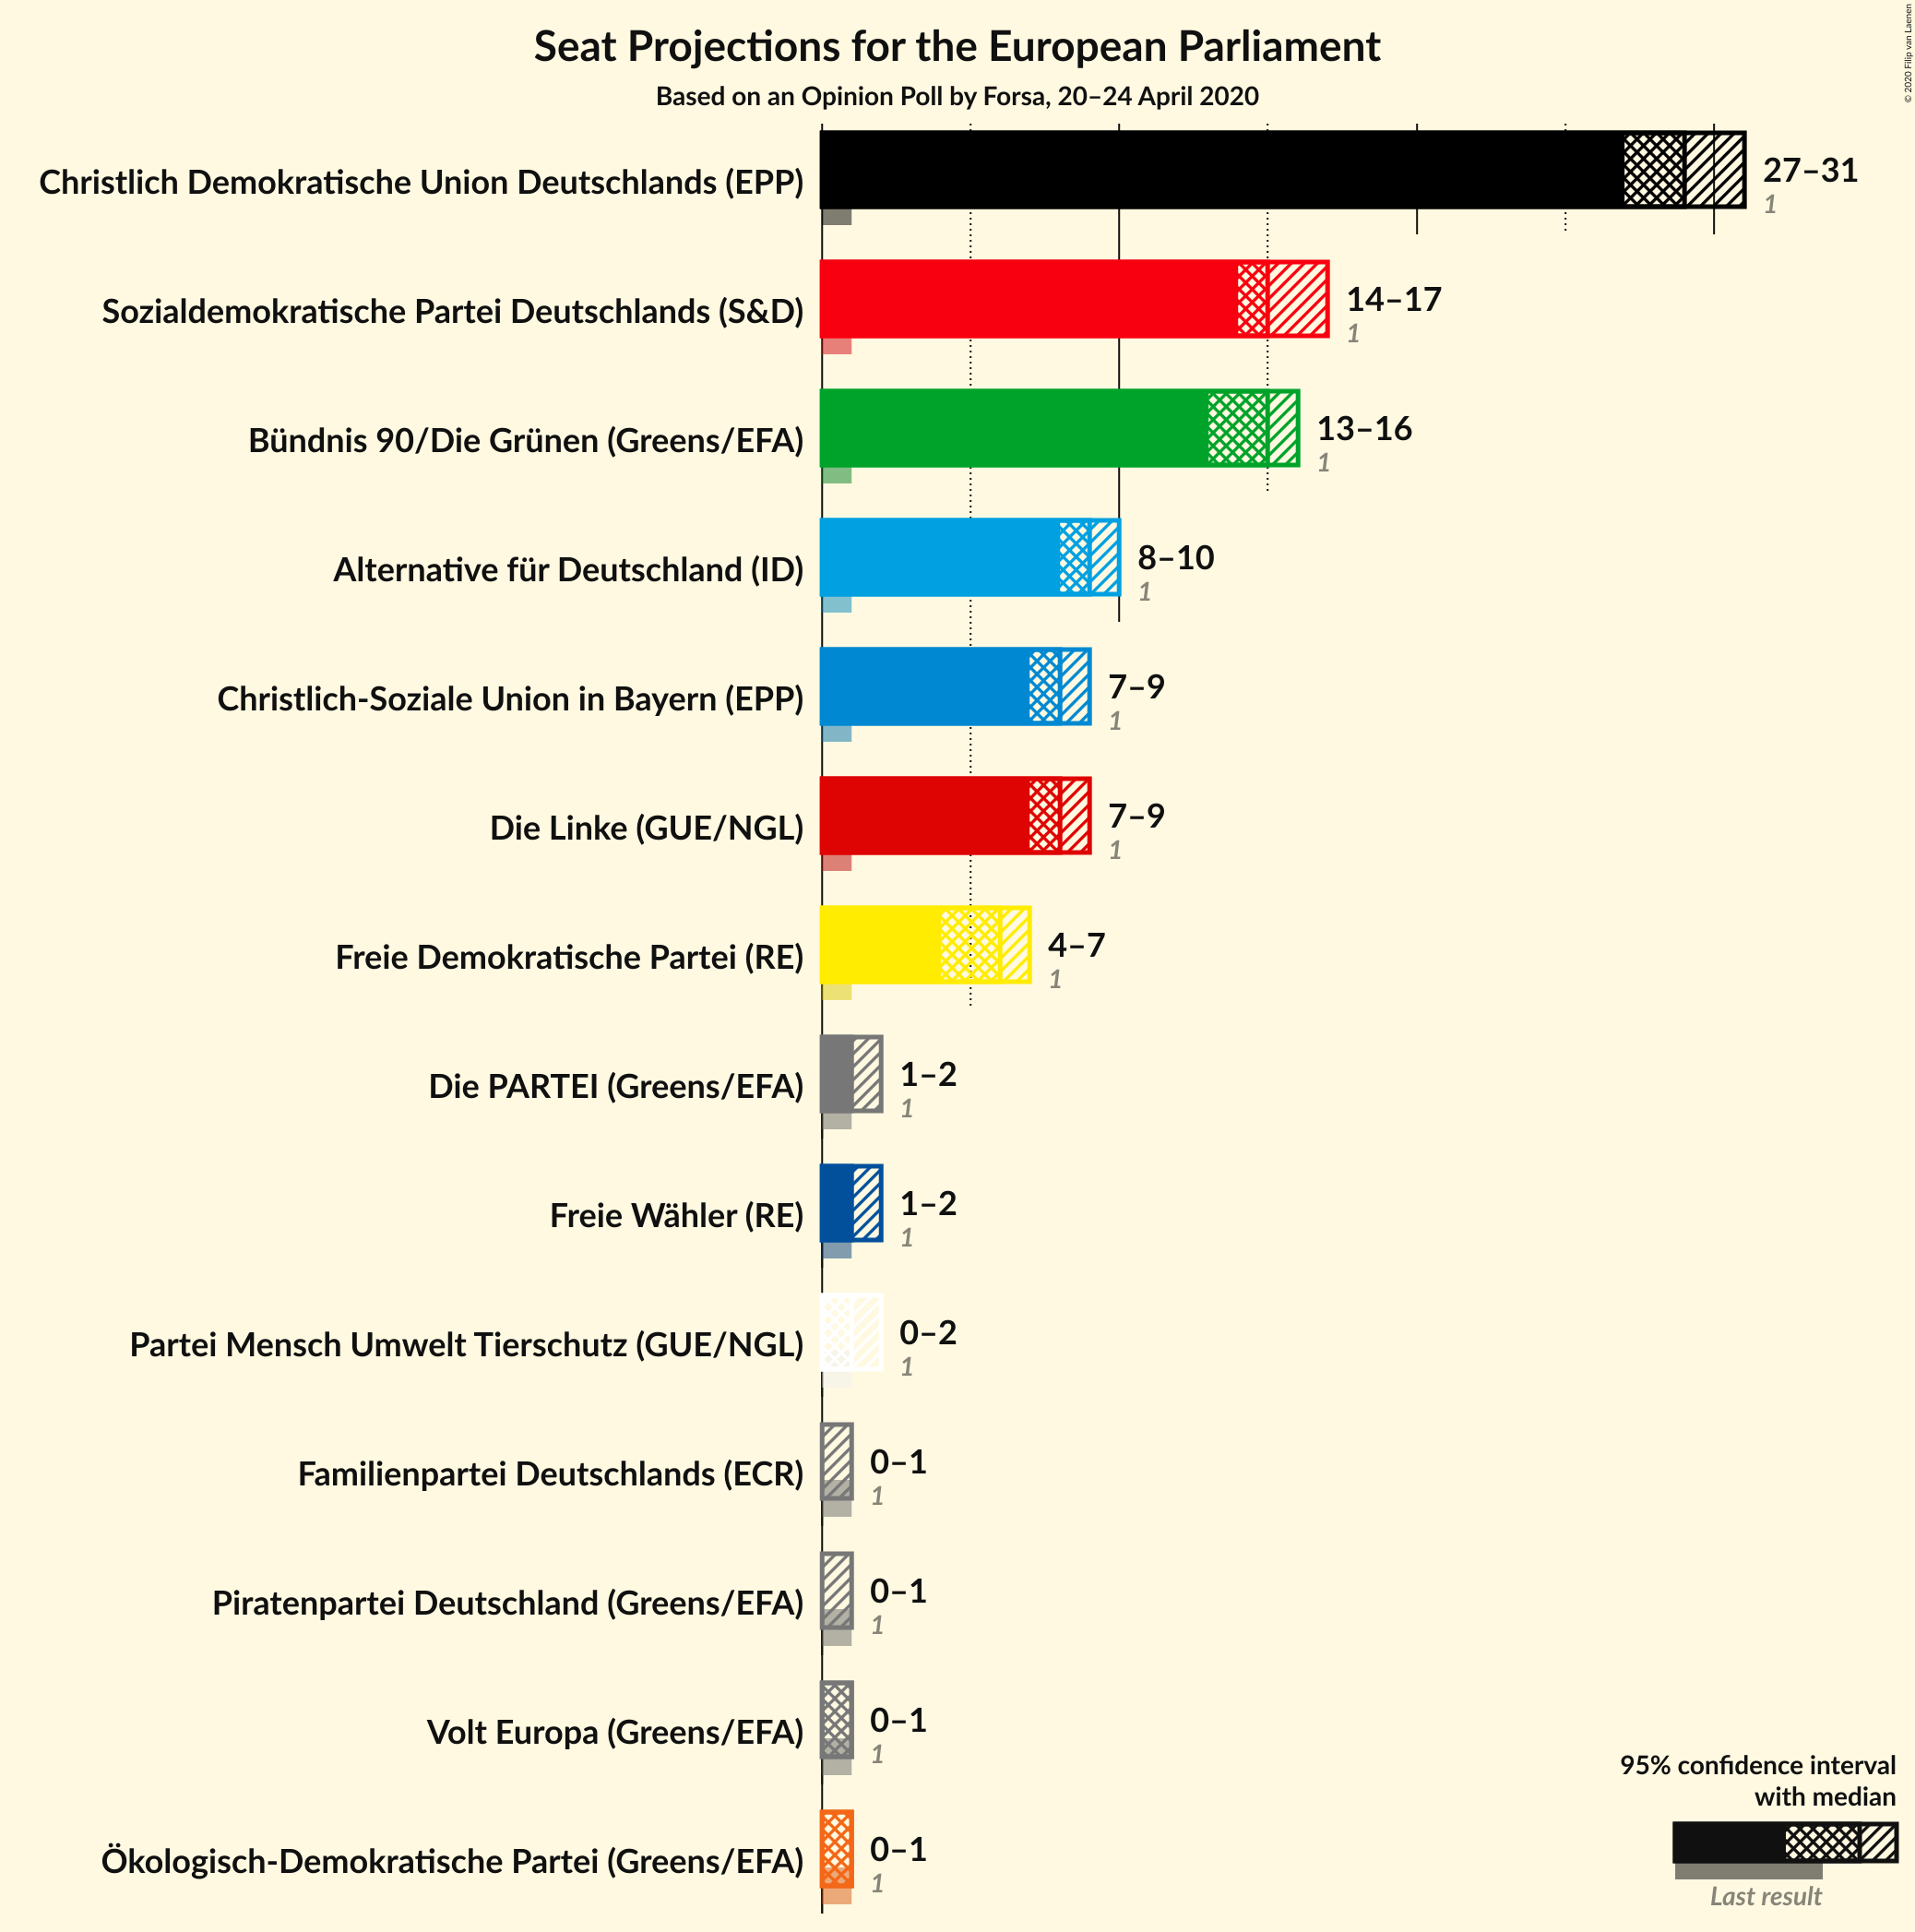 Seat Projections for the European Parliament
Based on an Opinion Poll by Forsa, 20–24 April 2020
© 2020 Filip van Laenen
Christlich Demokratische Union Deutschlands (EPP)
27–31
1
Sozialdemokratische Partei Deutschlands (S&D)
14–17
1
Bündnis 90/Die Grünen (Greens/EFA)
13–16
1
Alternative für Deutschland (ID)
8–10
1
Christlich-Soziale Union in Bayern (EPP)
7–9
1
Die Linke (GUE/NGL)
7–9
1
Freie Demokratische Partei (RE)
4–7
1
Die PARTEI (Greens/EFA)
1–2
1
Freie Wähler (RE)
1–2
1
Partei Mensch Umwelt Tierschutz (GUE/NGL)
0–2
1
Familienpartei Deutschlands (ECR)
0–1
1
Piratenpartei Deutschland (Greens/EFA)
0–1
1
Volt Europa (Greens/EFA)
0–1
1
Ökologisch-Demokratische Partei (Greens/EFA)
0–1
1
95% confidence interval
with median
Last result